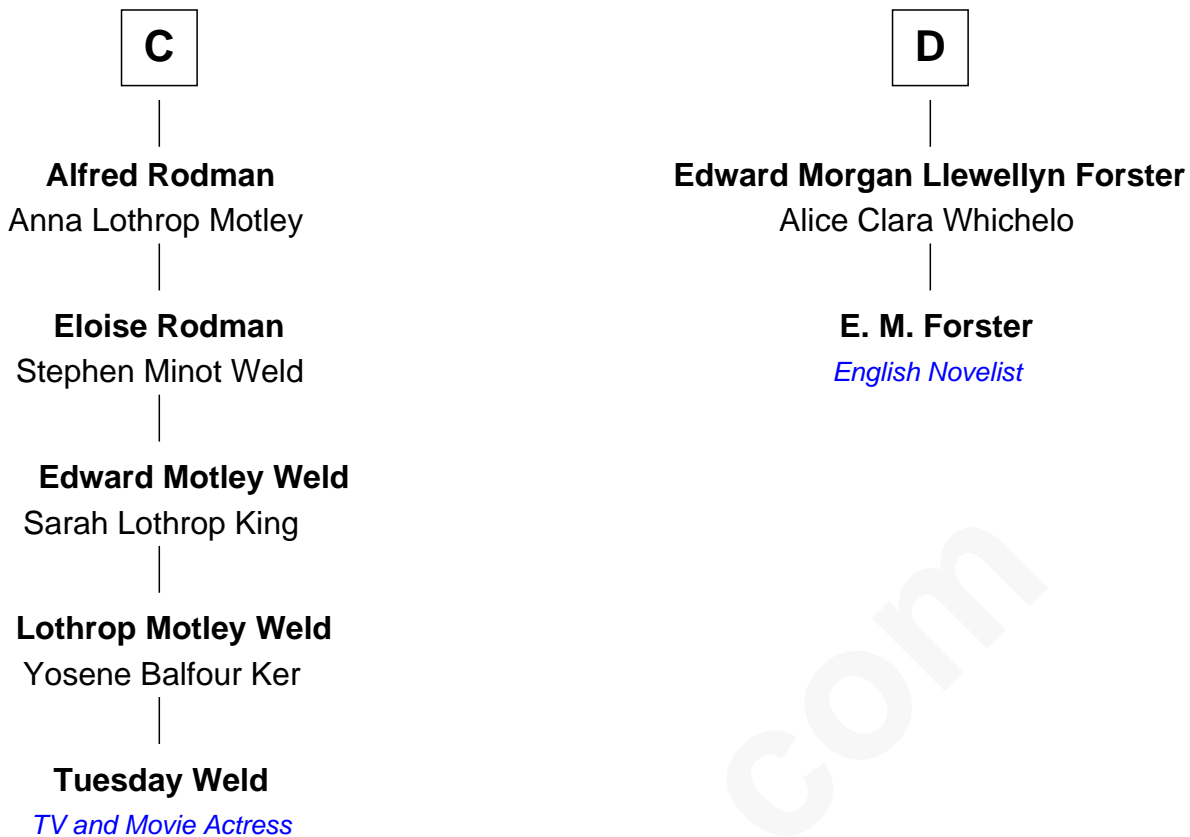 C
Alfred Rodman
Anna Lothrop Motley
Eloise Rodman
Stephen Minot Weld
Edward Motley Weld
Sarah Lothrop King
Lothrop Motley Weld
Yosene Balfour Ker
Tuesday Weld
TV and Movie Actress
D
Edward Morgan Llewellyn Forster
Alice Clara Whichelo
E. M. Forster
English Novelist
com